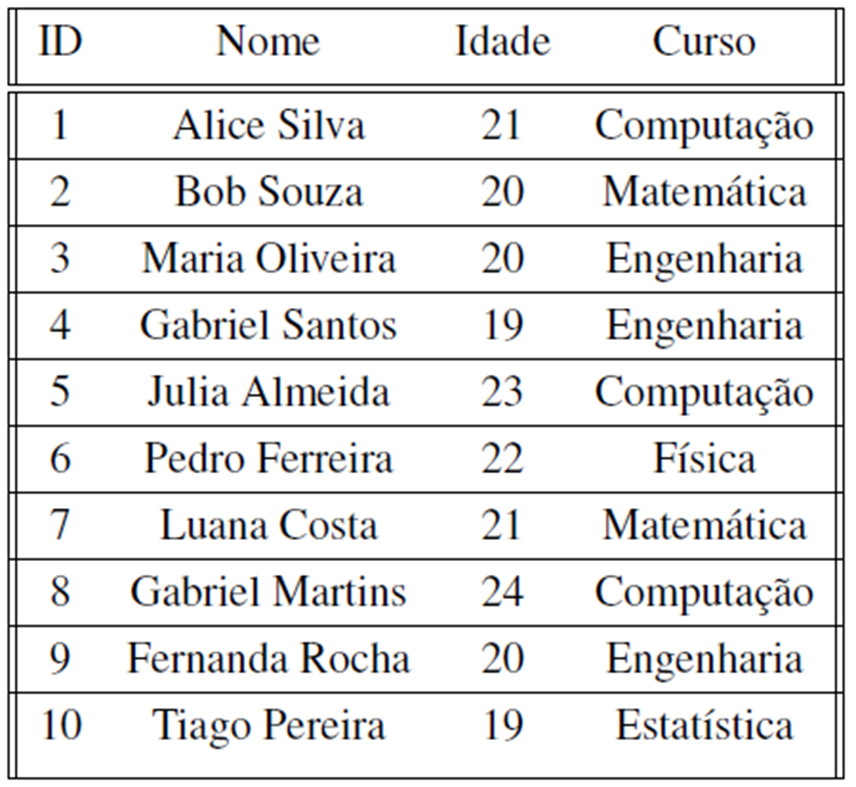 ID Nome Idade Curso
1 Alice Silva 21 Computação
2 Bob Souza 20 Matemática
3 Maria Oliveira 20 Engenharia
4 Gabriel Santos 19 Engenharia
5 Julia Almeida 23 Computação
6 Pedro Ferreira 22 Física
7 Luana Costa 21 Matemática
8 Gabriel Martins 24 Computação
9 Fernanda Rocha 20 Engenharia
10 Tiago Pereira 19 Estatística